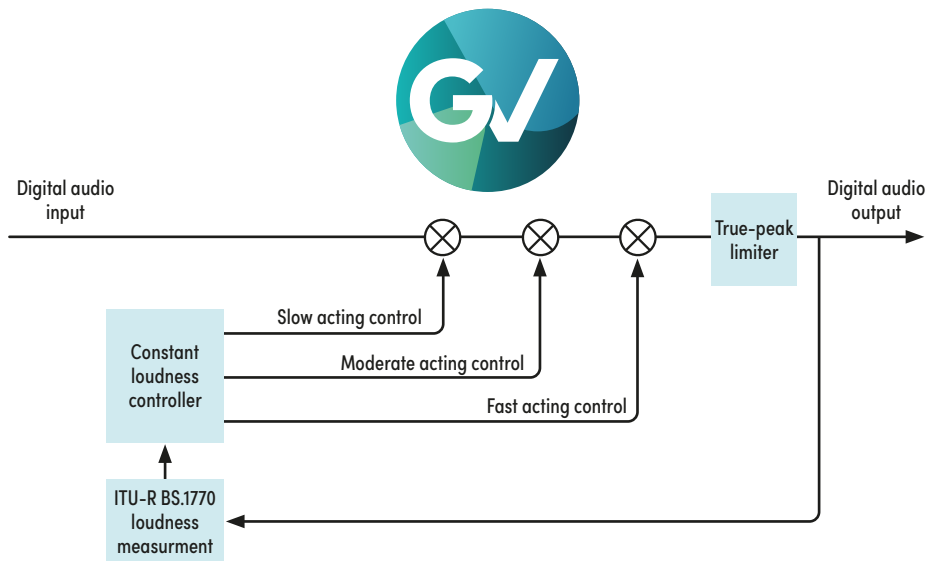 GV
Digital audio
input
Digital audio
output
True-peak
limiter
Slow acting control
Constant
loudness
controller
Moderate acting control
Fast acting control
ITU-R BS.1770
loudness
measurment